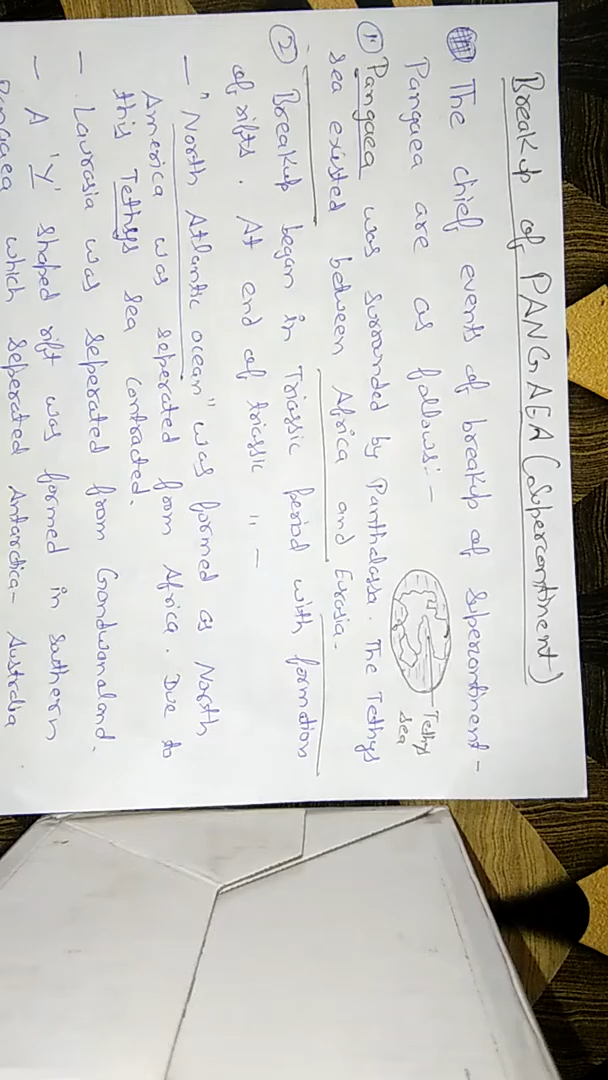 Breakup of PANGAEA (Supercontinent)
The chief events of breakup of supercontinent-
Pangaea are as follows:-
Tethys
Sea
① Pangaea was surrounded by Panthalassa. The Tethys
sea existed between Africa and Eurasia.
② Breakup began in Triassic period with formation
of rifts. At end of triassic " -
- "North Atlantic ocean" was formed as North
America was seperated from Africa. Due to
this Tethys sea contracted.
- Laurasia was seperated from Gondwanaland.
- A 'Y' shaped rift was formed in southern
Pangaea which seperated Antarctica- Australia